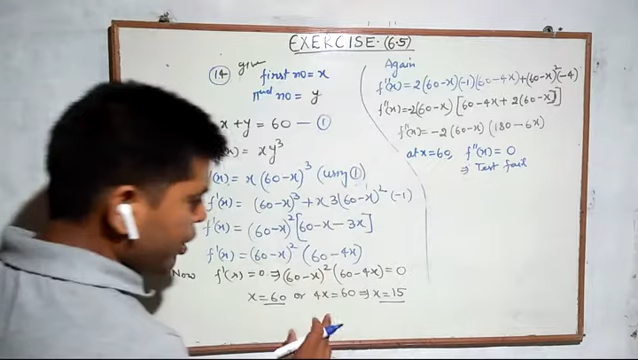 EXERCISE·(6.5)
(14) given first no = x
IInd no = y
x + y = 60 — (1)
(x) = xy³
(x) = x(60-x)³ (using (1))
f'(x) = (60-x)³ + x 3(60-x)² (-1)
f'(x) = (60-x)² [60-x-3x]
f'(x) = (60-x)² (60-4x)
Now f'(x) = 0 ⇒ (60-x)² (60-4x) = 0
x = 60 or 4x = 60 ⇒ x = 15
Again
f''(x) = 2(60-x)(-1)(60-4x) + (60-x)² (-4)
f''(x) = -2(60-x) [60-4x + 2(60-x)]
f''(x) = -2(60-x) (180-6x)
at x = 60, f''(x) = 0
⇒ Test fail